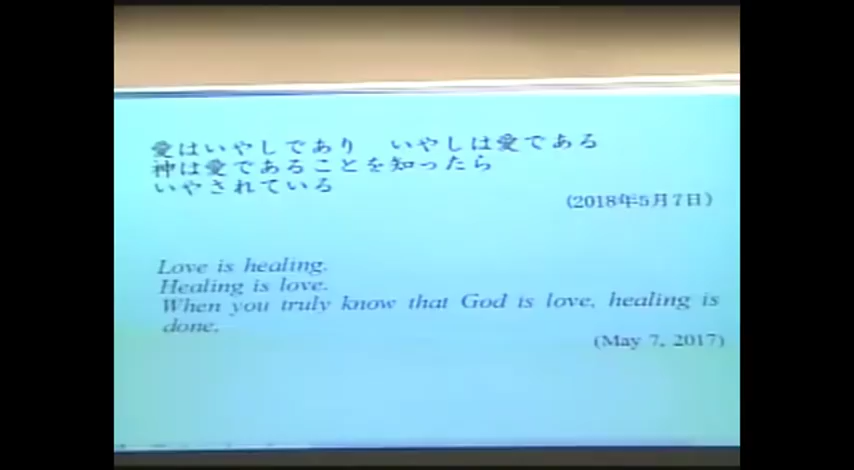 愛はいやしであり　いやしは愛である
神は愛であることを知ったら
いやされている
(2018年5月7日)
Love is healing.
Healing is love.
When you truly know that God is love, healing is
done.
(May 7, 2017)